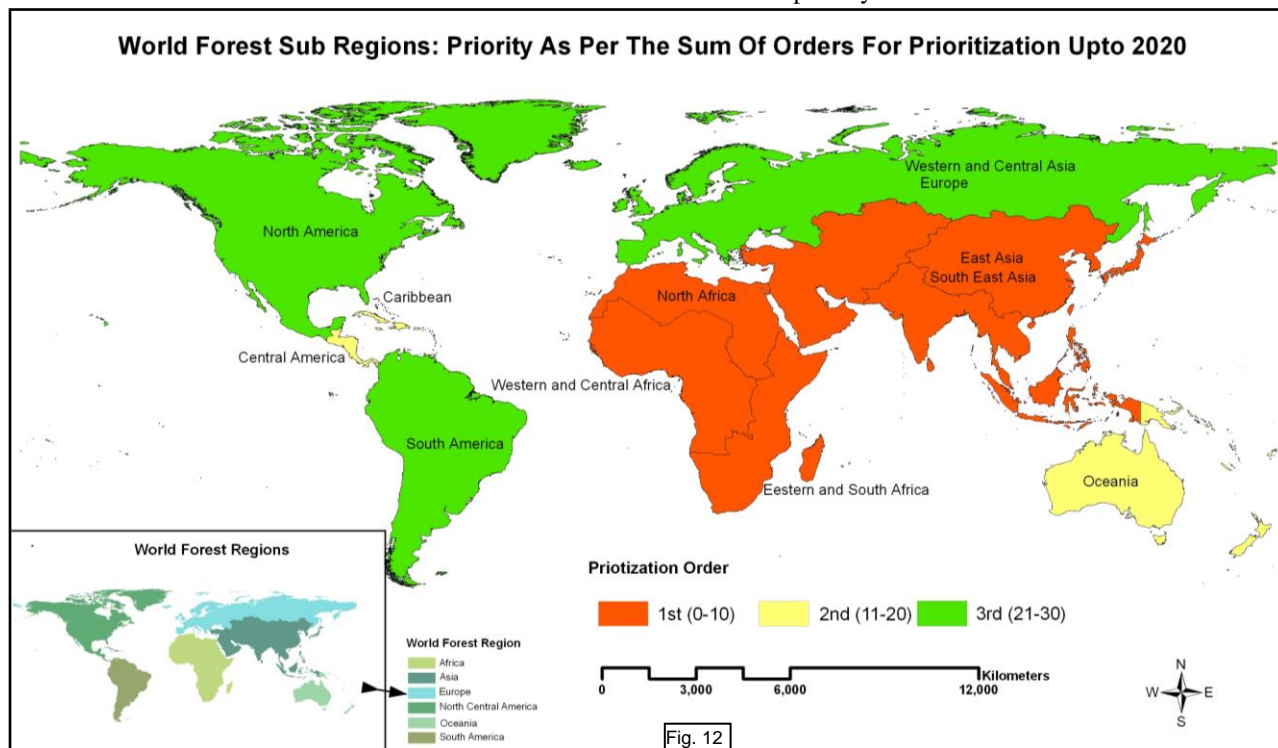 World Forest Sub Regions: Priority As Per The Sum Of Orders For Prioritization Upto 2020
Western and Central Asia
Europe
North America
East Asia
South East Asia
North Africa
Caribbean
Central America
Western and Central Africa
South America
Eestern and South Africa
Oceania
World Forest Regions
World Forest Region
Africa
Asia
Europe
North Central America
Oceania
South America
Priotization Order
1st (0-10)
2nd (11-20)
3rd (21-30)
Kilometers
0
3,000
6,000
12,000
N
W
E
S
Fig. 12